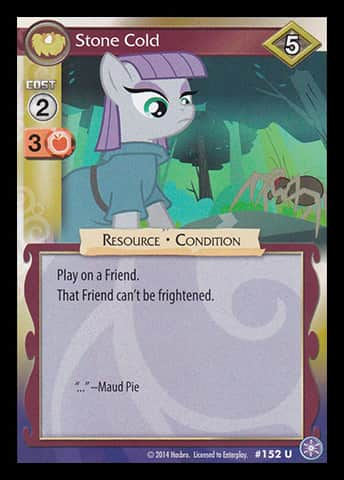 Stone Cold
5
COST
2
3
RESOURCE • CONDITION
Play on a Friend.
That Friend can't be frightened.
"..."–Maud Pie
© 2014 Hasbro. Licensed to Enterplay. #152 U